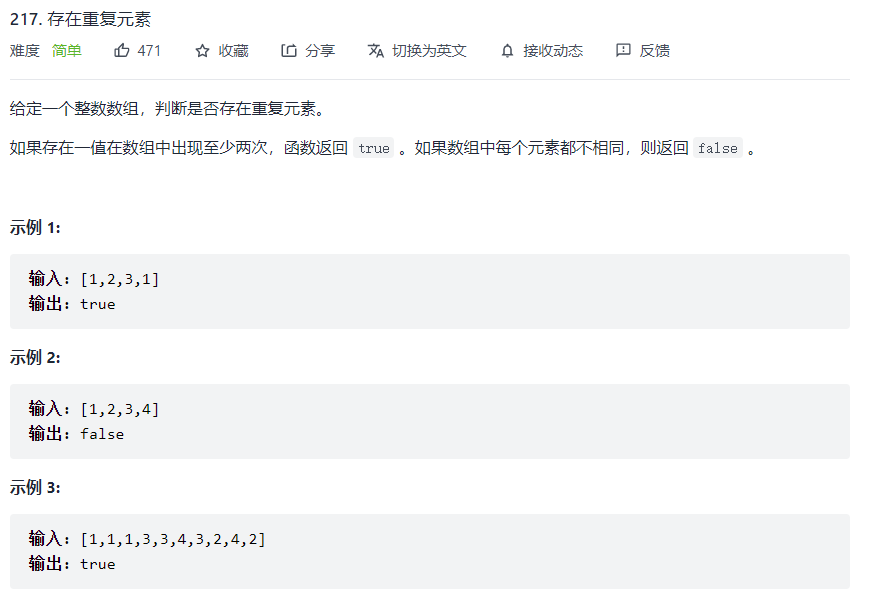 217. 存在重复元素
难度 简单 471 收藏 分享 切换为英文 接收动态 反馈
给定一个整数数组，判断是否存在重复元素。
如果存在一值在数组中出现至少两次，函数返回 true 。如果数组中每个元素都不相同，则返回 false 。
示例 1:
输入: [1,2,3,1]
输出: true
示例 2:
输入: [1,2,3,4]
输出: false
示例 3:
输入: [1,1,1,3,3,4,3,2,4,2]
输出: true